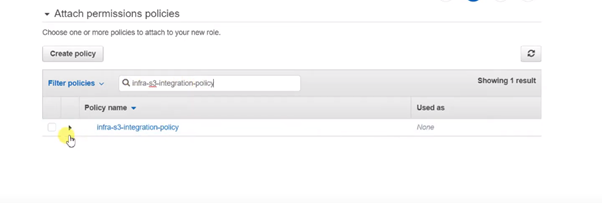 Attach permissions policies
Choose one or more policies to attach to your new role.
Create policy
Filter policies
infra-s3-integration-policy
Showing 1 result
Policy name
Used as
infra-s3-integration-policy
None